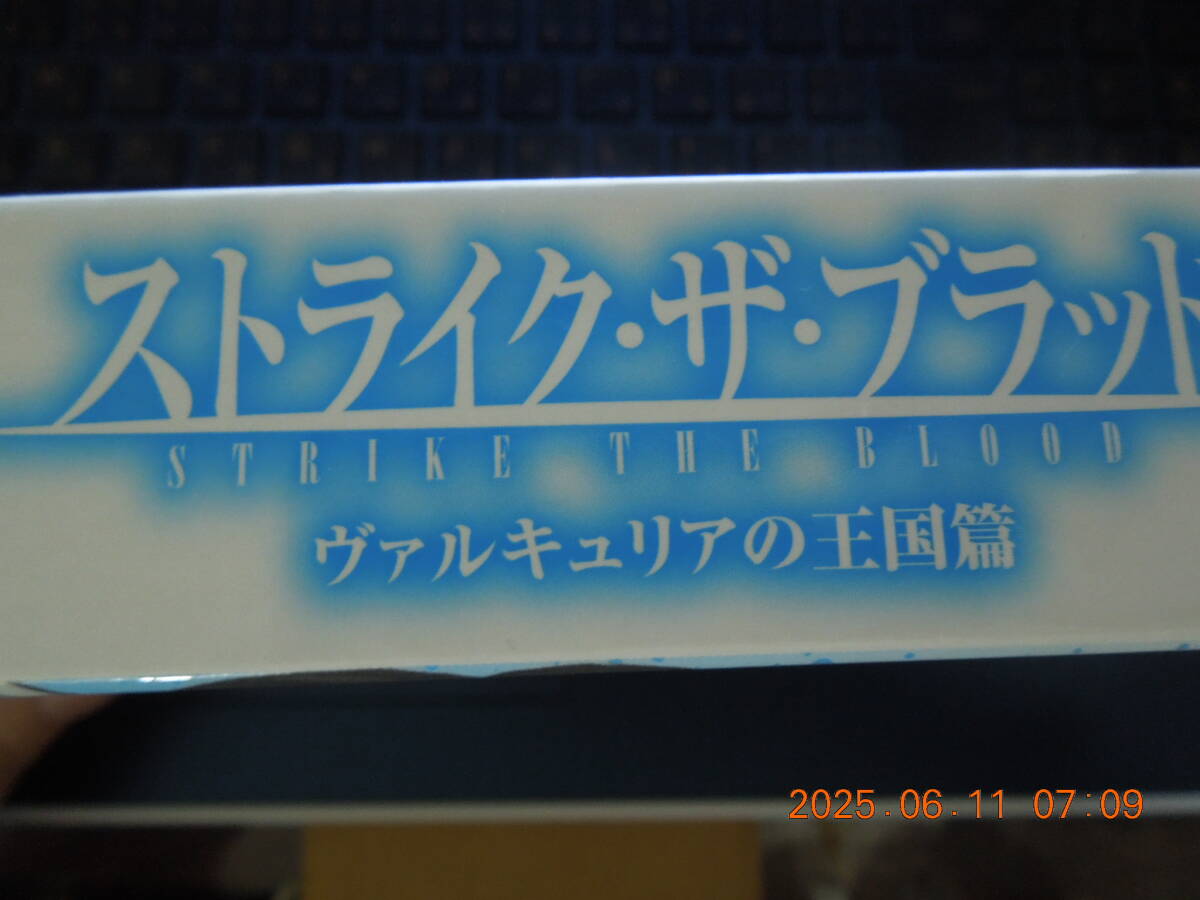 ストライク・ザ・ブラッド
STRIKE THE BLOOD
ヴァルキュリアの王国篇
2025.06.11 07:09